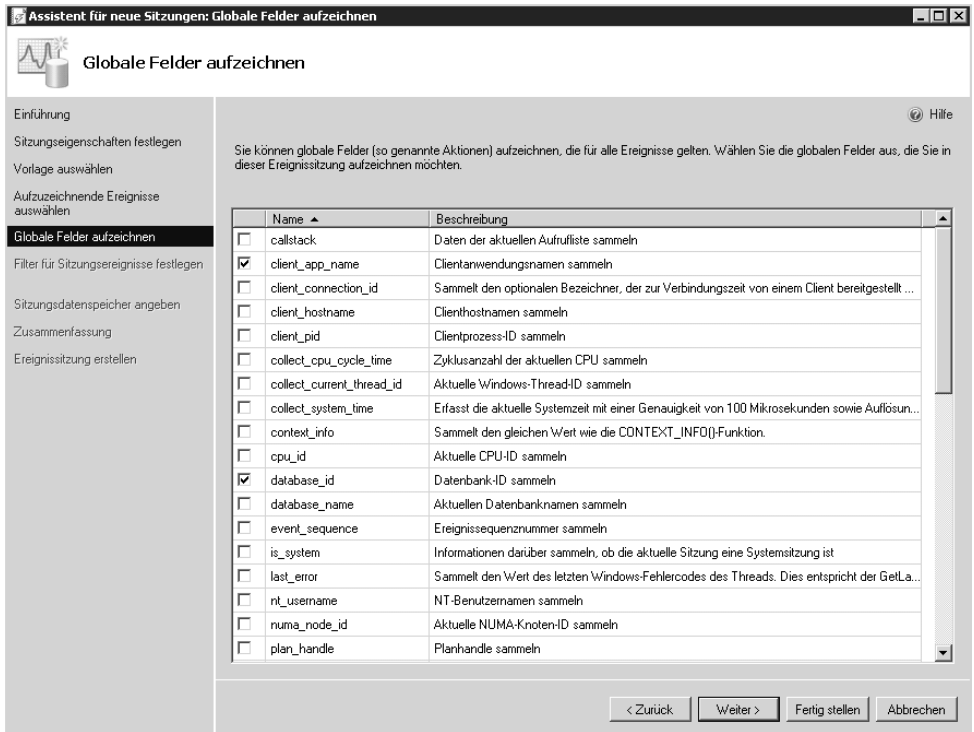 Assistent für neue Sitzungen: Globale Felder aufzeichnen
Globale Felder aufzeichnen
Einführung
Sitzungseigenschaften festlegen
Vorlage auswählen
Aufzuzeichnende Ereignisse
auswählen
Globale Felder aufzeichnen
Filter für Sitzungsereignisse festlegen
Sitzungsdatenspeicher angeben
Zusammenfassung
Ereignissitzung erstellen
Hilfe
Sie können globale Felder (so genannte Aktionen) aufzeichnen, die für alle Ereignisse gelten. Wählen Sie die globalen Felder aus, die Sie in
dieser Ereignissitzung aufzeichnen möchten.
Name Beschreibung
callstack Daten der aktuellen Aufrufliste sammeln
client_app_name Clientanwendungsnamen sammeln
client_connection_id Sammelt den optionalen Bezeichner, der zur Verbindungszeit von einem Client bereitgestellt ...
client_hostname Clienthostnamen sammeln
client_pid Clientprozess-ID sammeln
collect_cpu_cycle_time Zyklusanzahl der aktuellen CPU sammeln
collect_current_thread_id Aktuelle Windows-Thread-ID sammeln
collect_system_time Erfasst die aktuelle Systemzeit mit einer Genauigkeit von 100 Mikrosekunden sowie Auflösun...
context_info Sammelt den gleichen Wert wie die CONTEXT_INFO()-Funktion.
cpu_id Aktuelle CPU-ID sammeln
database_id Datenbank-ID sammeln
database_name Aktuellen Datenbanknamen sammeln
event_sequence Ereignissequenznummer sammeln
is_system Informationen darüber sammeln, ob die aktuelle Sitzung eine Systemsitzung ist
last_error Sammelt den Wert des letzten Windows-Fehlercodes des Threads. Dies entspricht der GetLa...
nt_username NT-Benutzernamen sammeln
numa_node_id Aktuelle NUMA-Knoten-ID sammeln
plan_handle Planhandle sammeln
< Zurück Weiter > Fertig stellen Abbrechen